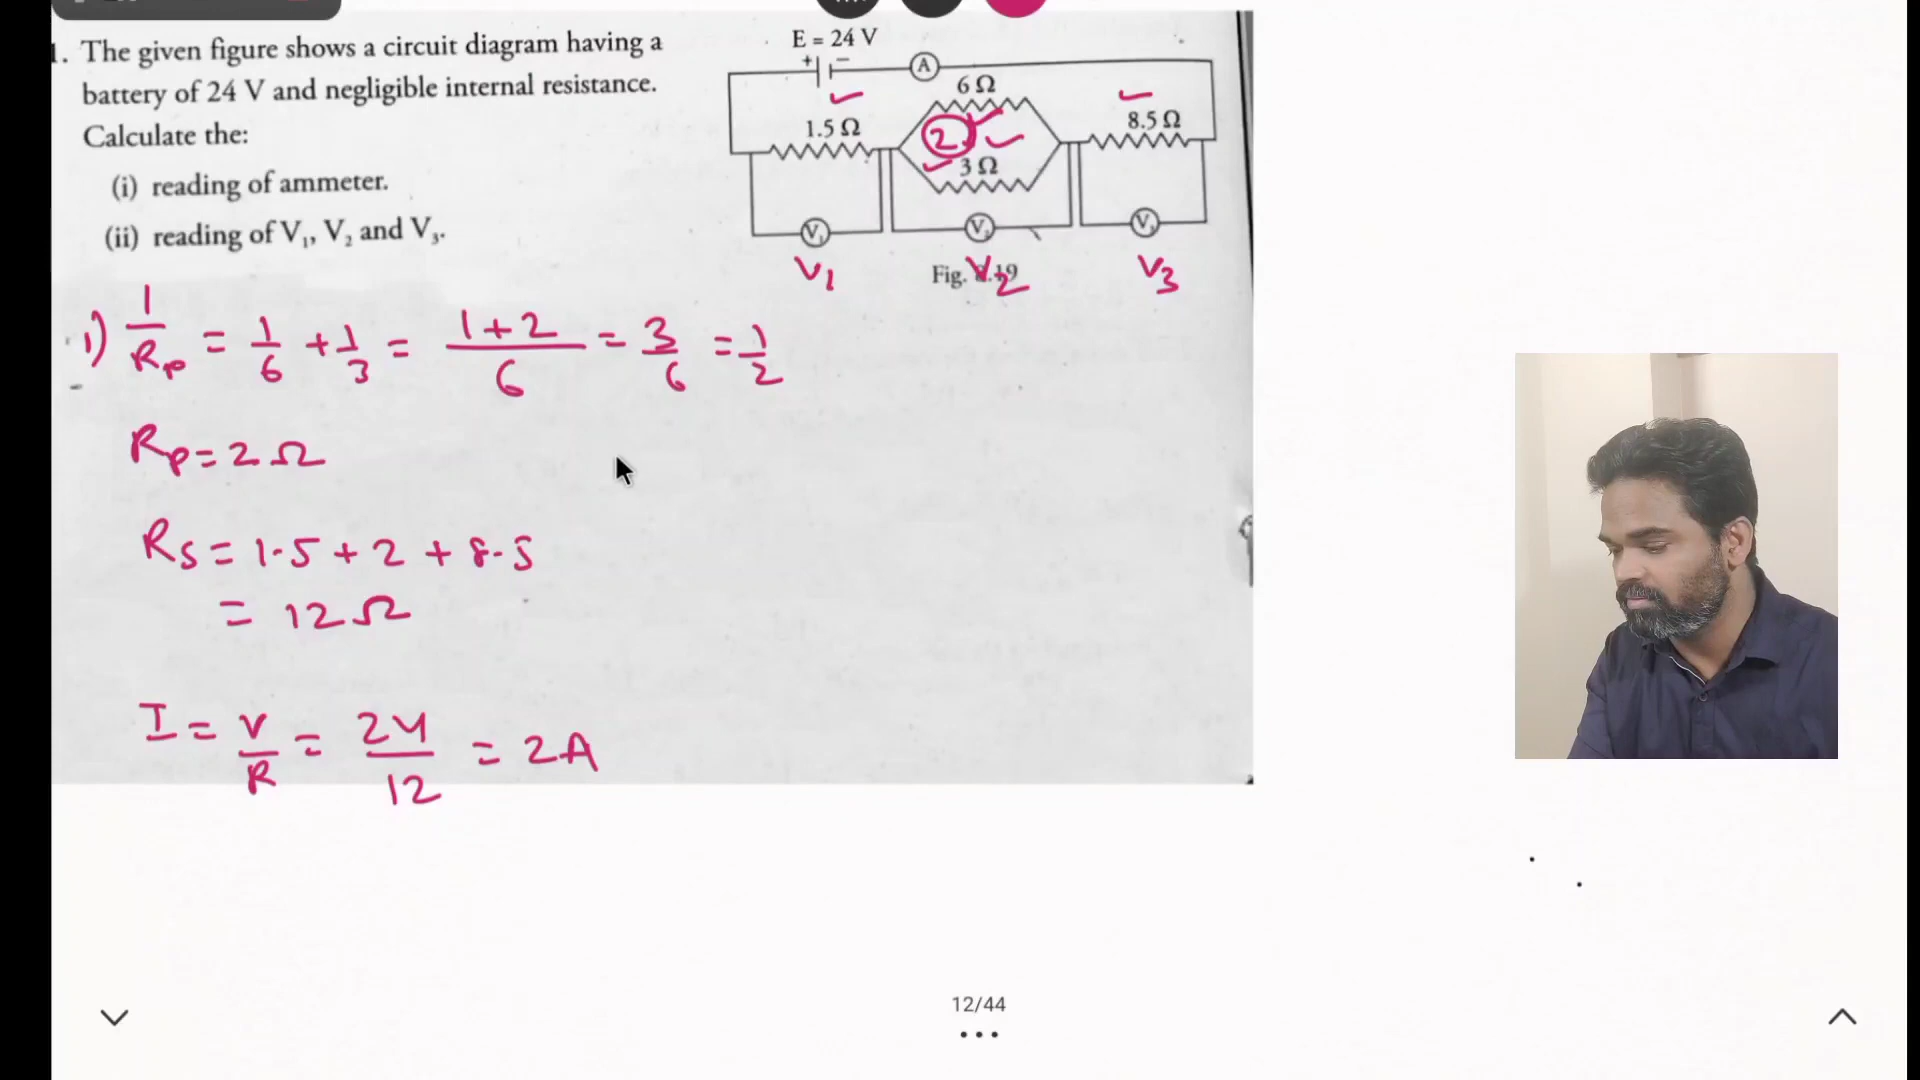 1. The given figure shows a circuit diagram having a
battery of 24 V and negligible internal resistance.
Calculate the:
(i) reading of ammeter.
(ii) reading of V₁, V₂ and V₃.
E = 24 V
+ −
A
6 Ω
1.5 Ω
2
8.5 Ω
3 Ω
V₁
V
V
V₁
V₂
V₃
Fig.
i) 1/Rp = 1/6 + 1/3 = 1+2/6 = 3/6 = 1/2
Rp = 2 Ω
Rs = 1.5 + 2 + 8.5
= 12 Ω
I = V/R = 24/12 = 2A
12/44